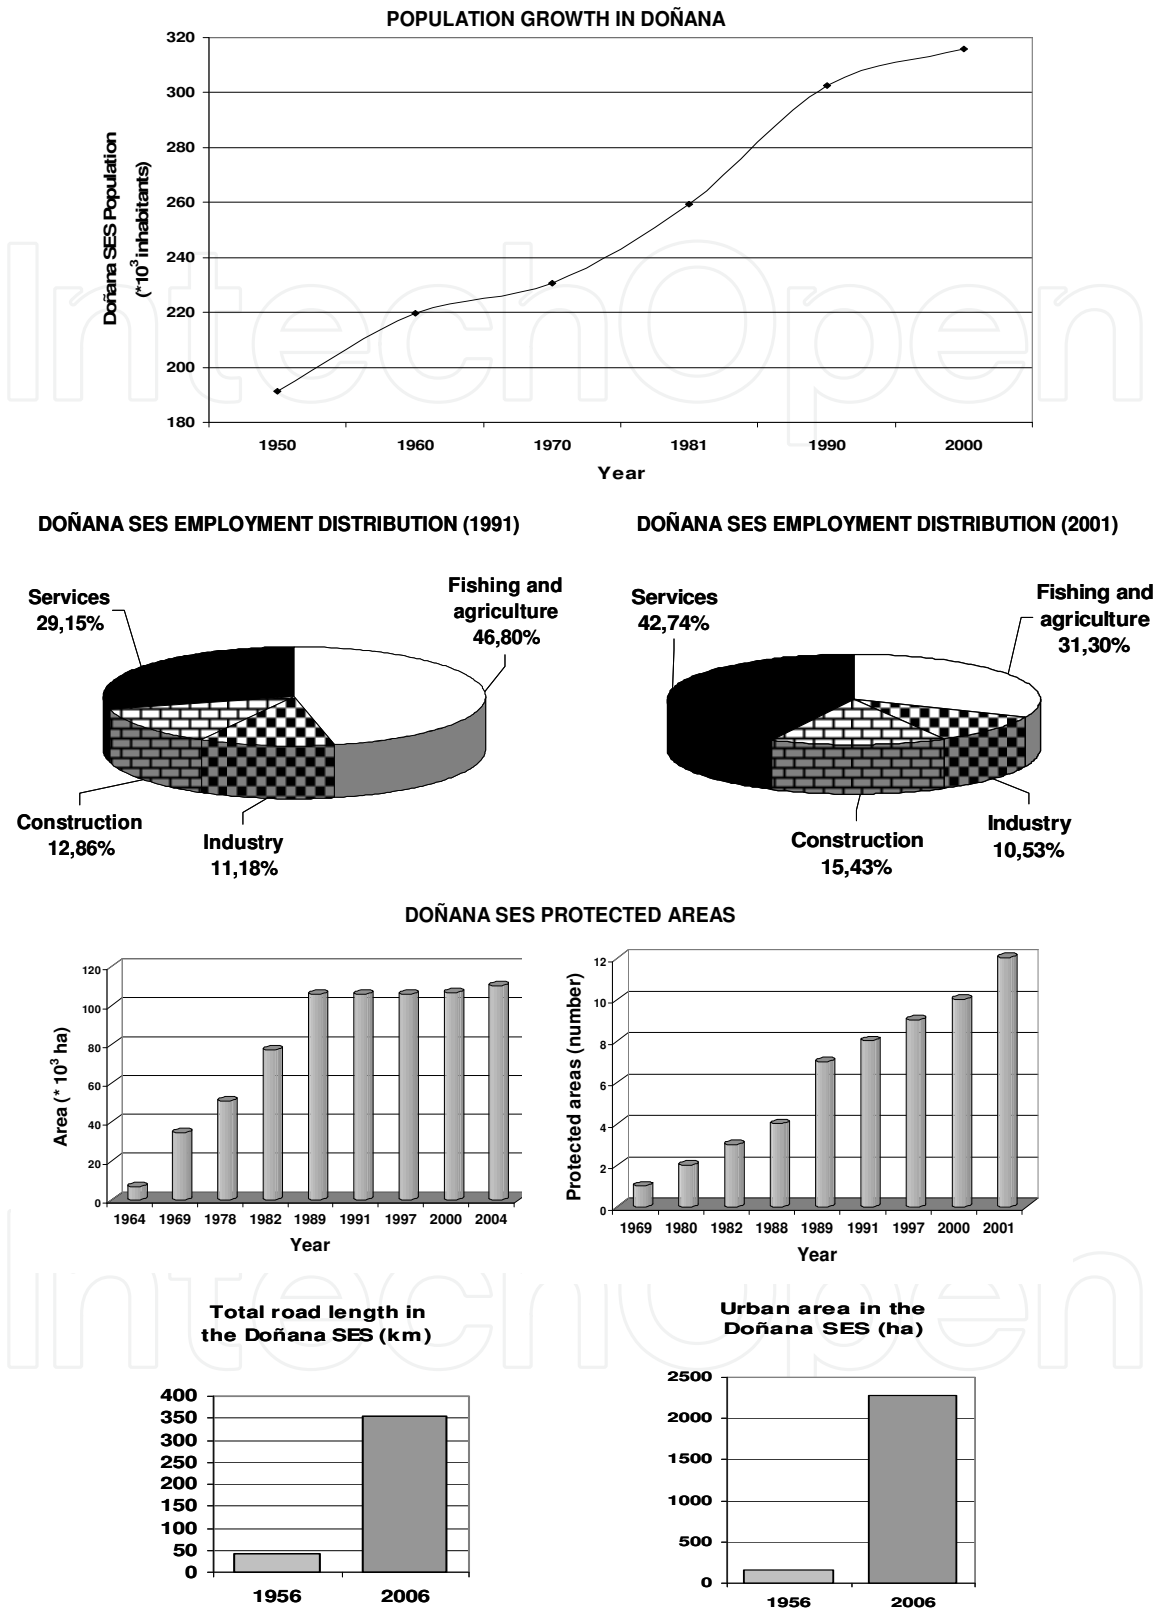 POPULATION GROWTH IN DOÑANA
320
300
280
260
240
220
200
180
Doñana SES Population
(*10³ inhabitants)
1950 1960 1970 1981 1990 2000
Year
DOÑANA SES EMPLOYMENT DISTRIBUTION (1991)
Services
29,15%
Fishing and
agriculture
46,80%
Construction
12,86%
Industry
11,18%
DOÑANA SES EMPLOYMENT DISTRIBUTION (2001)
Services
42,74%
Fishing and
agriculture
31,30%
Construction
15,43%
Industry
10,53%
DOÑANA SES PROTECTED AREAS
Area (* 10³ ha)
120
100
80
60
40
20
0
1964 1969 1978 1982 1989 1991 1997 2000 2004
Year
Protected areas (number)
12
10
8
6
4
2
0
1969 1980 1982 1988 1989 1991 1997 2000 2001
Year
Total road length in
the Doñana SES (km)
400
350
300
250
200
150
100
50
0
1956 2006
Urban area in the
Doñana SES (ha)
2500
2000
1500
1000
500
0
1956 2006
IntechOpen
IntechOpen